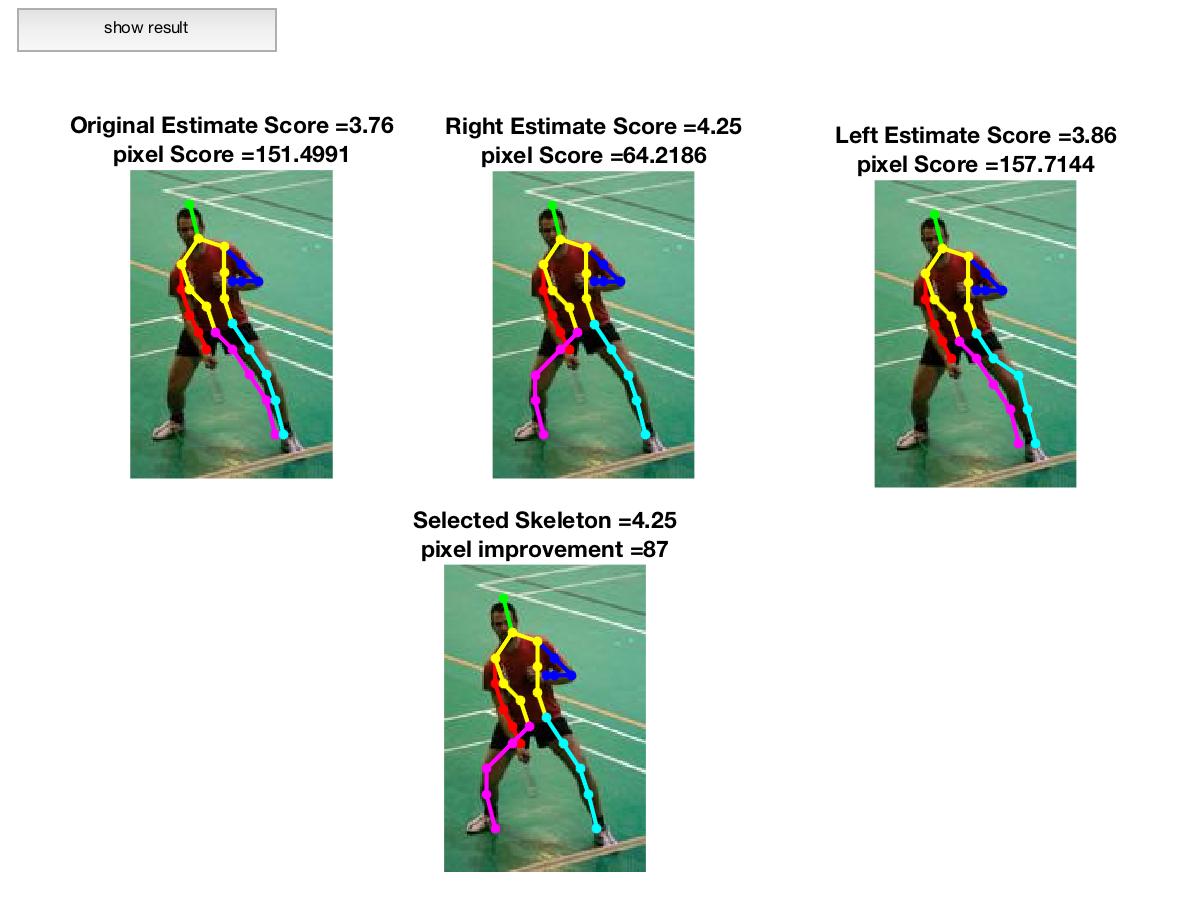 show result
Original Estimate Score =3.76
pixel Score =151.4991
Right Estimate Score =4.25
pixel Score =64.2186
Left Estimate Score =3.86
pixel Score =157.7144
Selected Skeleton =4.25
pixel improvement =87